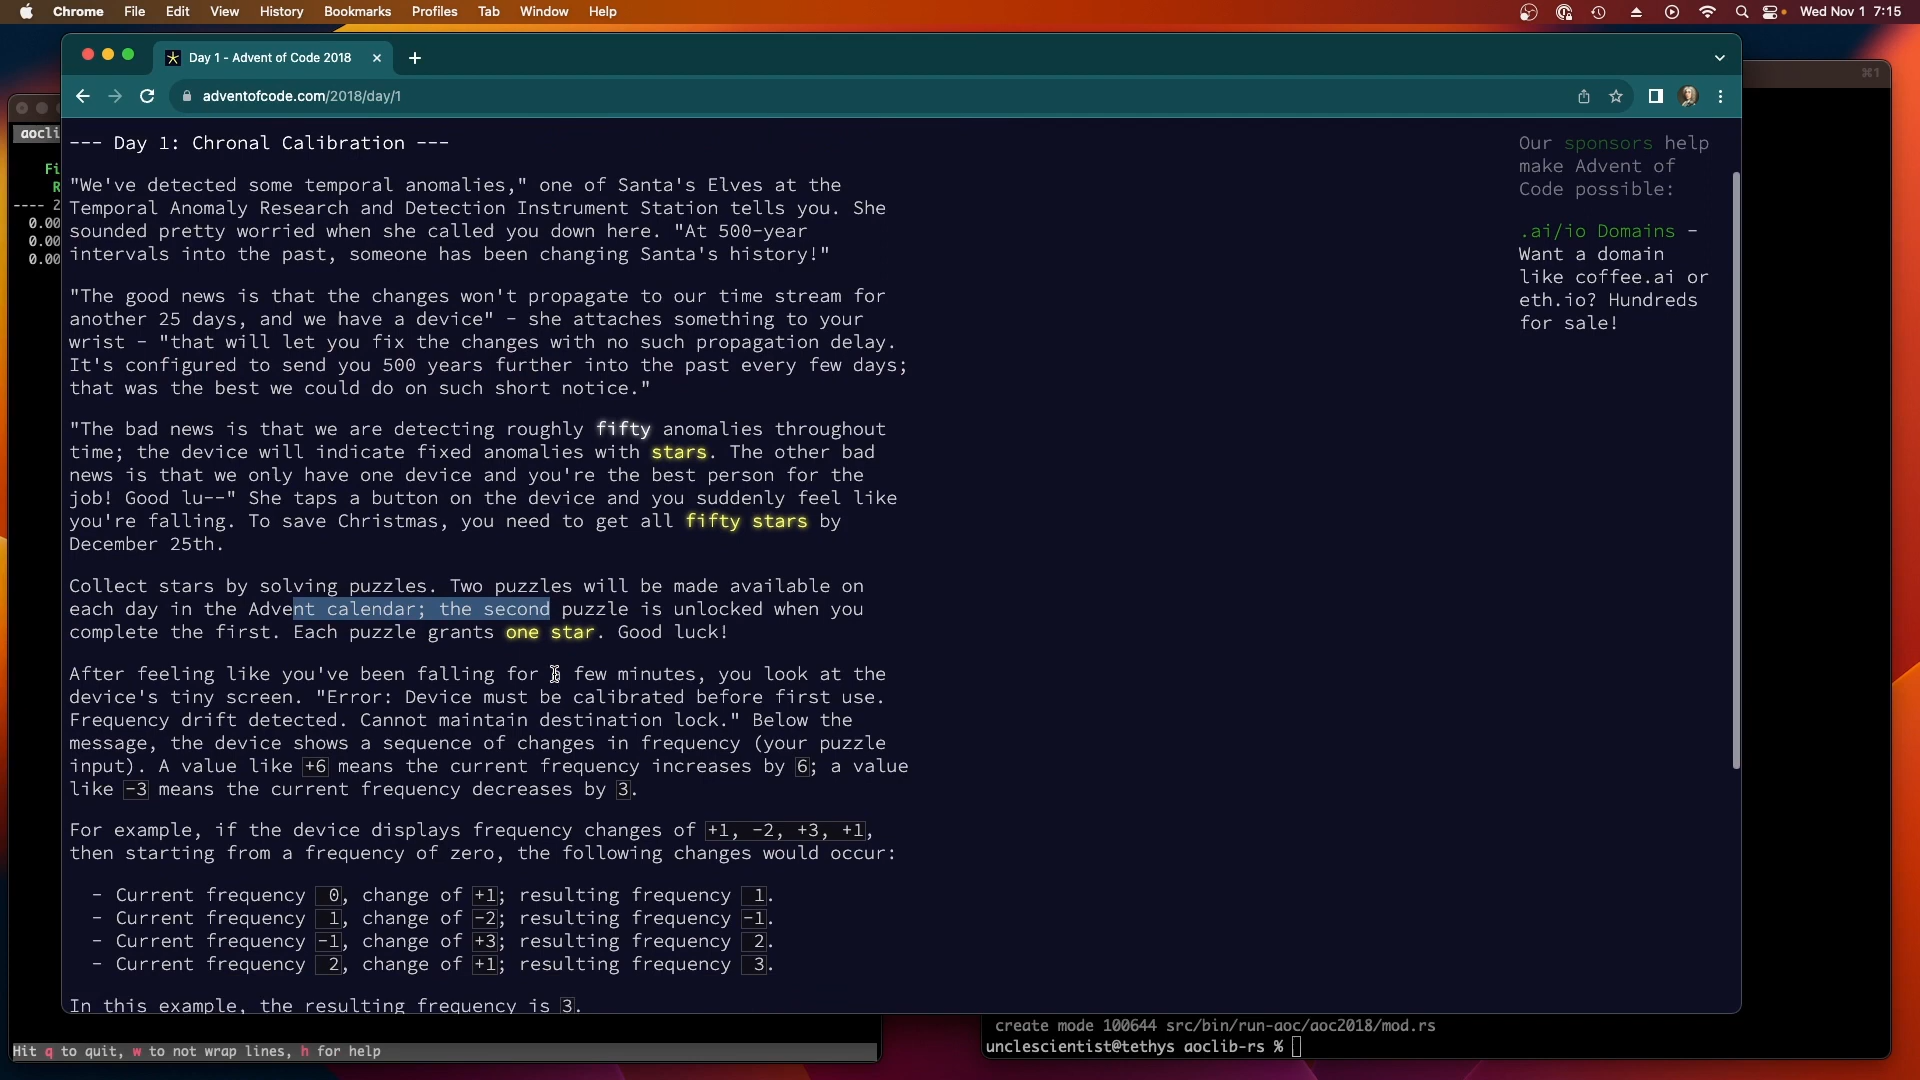 Chrome File Edit View History Bookmarks Profiles Tab Window Help Wed Nov 1 7:15
Day 1 - Advent of Code 2018
adventofcode.com/2018/day/1
⌘1
aocli
Fi
R
---- 2
0.00
0.00
0.00
--- Day 1: Chronal Calibration ---
"We've detected some temporal anomalies," one of Santa's Elves at the
Temporal Anomaly Research and Detection Instrument Station tells you. She
sounded pretty worried when she called you down here. "At 500-year
intervals into the past, someone has been changing Santa's history!"
"The good news is that the changes won't propagate to our time stream for
another 25 days, and we have a device" - she attaches something to your
wrist - "that will let you fix the changes with no such propagation delay.
It's configured to send you 500 years further into the past every few days;
that was the best we could do on such short notice."
"The bad news is that we are detecting roughly fifty anomalies throughout
time; the device will indicate fixed anomalies with stars. The other bad
news is that we only have one device and you're the best person for the
job! Good lu--" She taps a button on the device and you suddenly feel like
you're falling. To save Christmas, you need to get all fifty stars by
December 25th.
Collect stars by solving puzzles. Two puzzles will be made available on
each day in the Advent calendar; the second puzzle is unlocked when you
complete the first. Each puzzle grants one star. Good luck!
After feeling like you've been falling for a few minutes, you look at the
device's tiny screen. "Error: Device must be calibrated before first use.
Frequency drift detected. Cannot maintain destination lock." Below the
message, the device shows a sequence of changes in frequency (your puzzle
input). A value like +6 means the current frequency increases by 6; a value
like -3 means the current frequency decreases by 3.
For example, if the device displays frequency changes of +1, -2, +3, +1,
then starting from a frequency of zero, the following changes would occur:
- Current frequency 0, change of +1; resulting frequency 1.
- Current frequency 1, change of -2; resulting frequency -1.
- Current frequency -1, change of +3; resulting frequency 2.
- Current frequency 2, change of +1; resulting frequency 3.
In this example, the resulting frequency is 3.
Our sponsors help
make Advent of
Code possible:
.ai/io Domains -
Want a domain
like coffee.ai or
eth.io? Hundreds
for sale!
create mode 100644 src/bin/run-aoc/aoc2018/mod.rs
unclescientist@tethys aoclib-rs %
Hit q to quit, w to not wrap lines, h for help